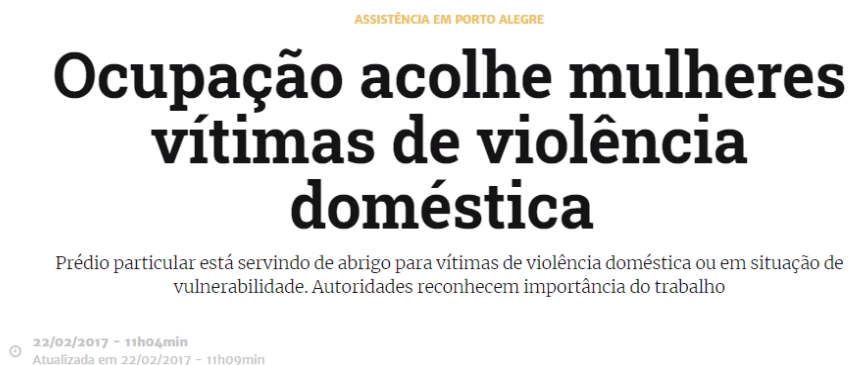 ASSISTÊNCIA EM PORTO ALEGRE
Ocupação acolhe mulheres
vítimas de violência
doméstica
Prédio particular está servindo de abrigo para vítimas de violência doméstica ou em situação de
vulnerabilidade. Autoridades reconhecem importância do trabalho
22/02/2017 - 11h04min
Atualizada em 22/02/2017 - 11h09min